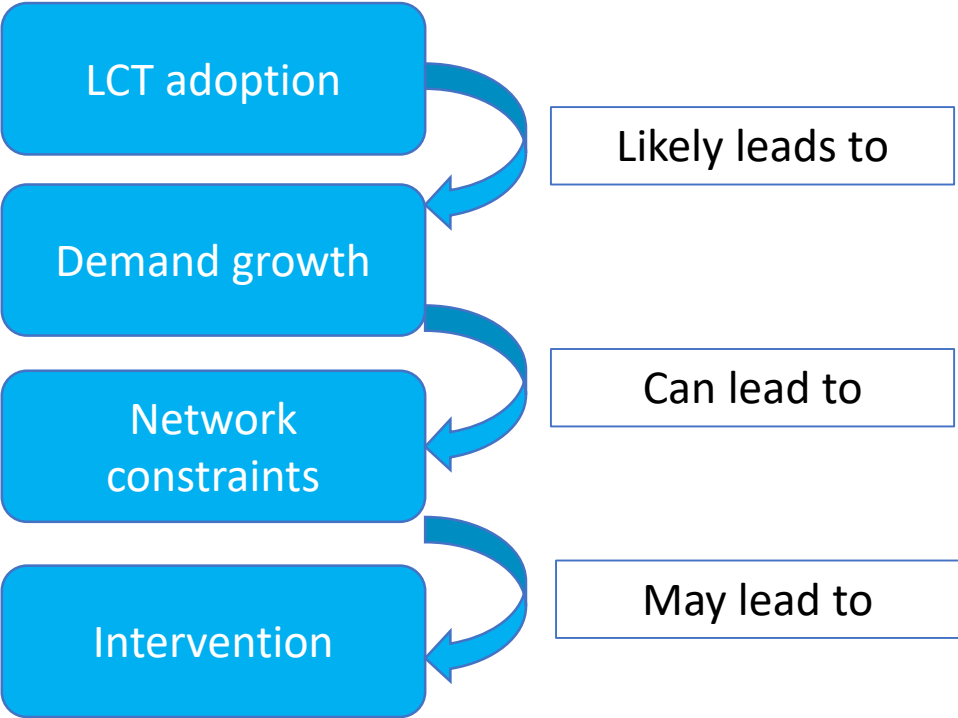 LCT adoption
Likely leads to
Demand growth
Can lead to
Network
constraints
May lead to
Intervention